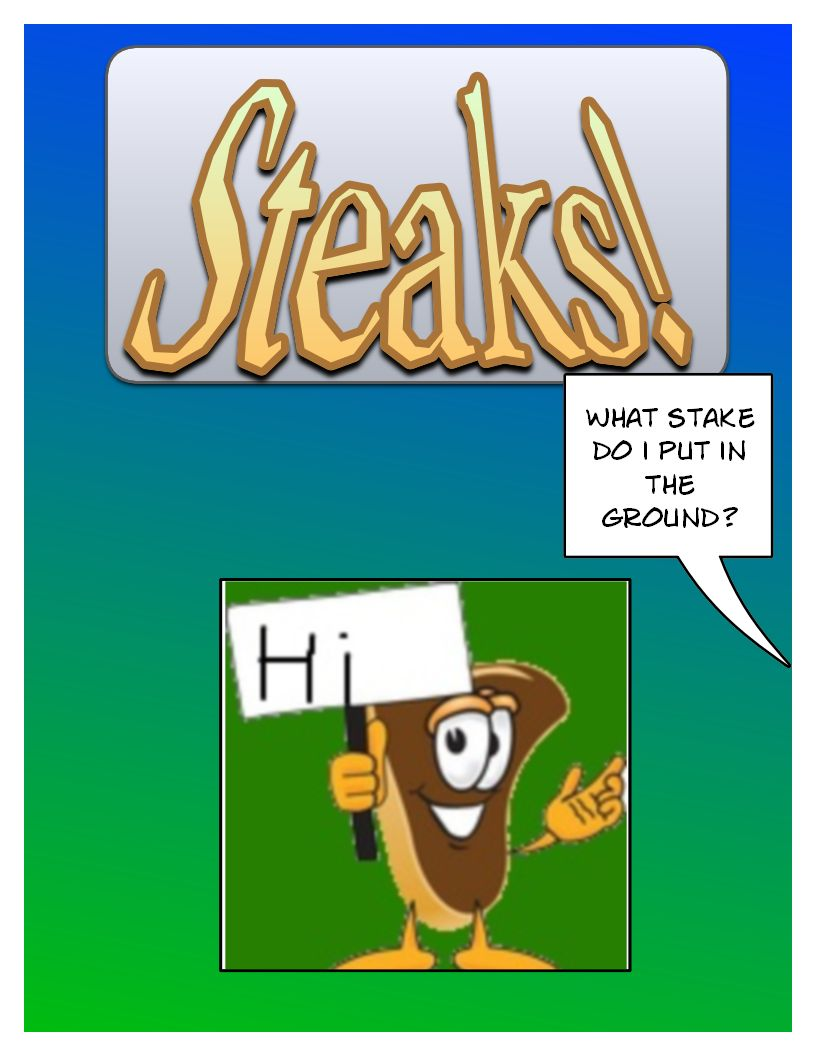 Steaks!
WHAT STAKE
DO I PUT IN
THE
GROUND?
Hi